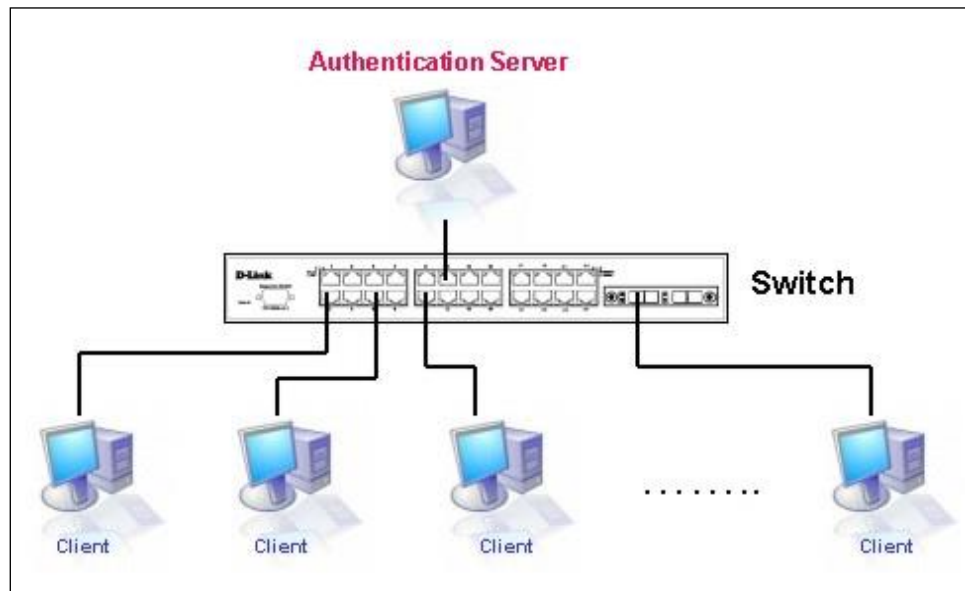 Authentication Server
D-Link
Switch
Client
Client
Client
........
Client